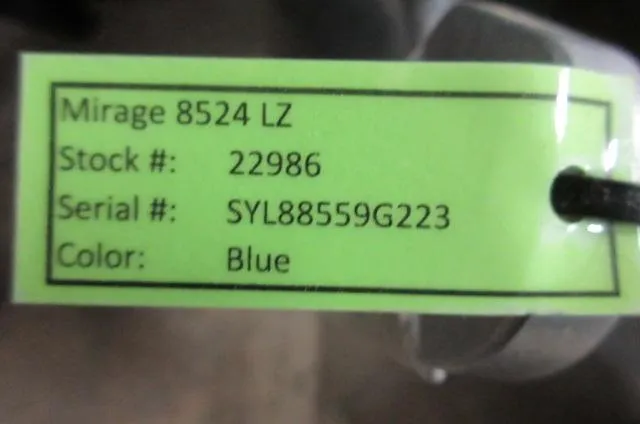 Mirage 8524 LZ
Stock #: 22986
Serial #: SYL88559G223
Color: Blue